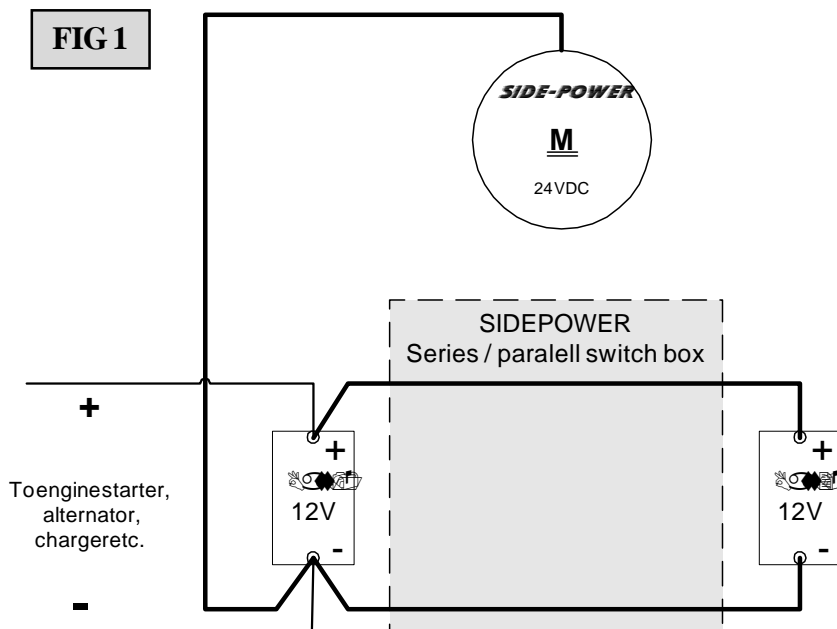 FIG 1
SIDE-POWER
M
24VDC
SIDEPOWER
Series / paralell switch box
+
Toenginestarter,
alternator,
chargeretc.
-
+
12V
-
+
12V
-